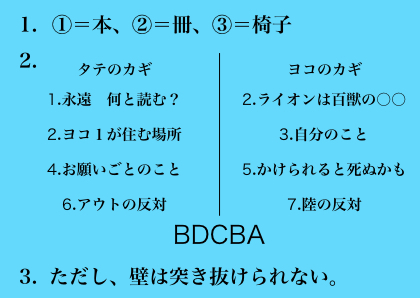 1. ①＝本、②＝冊、③＝椅子
2.
タテのカギ
1.永遠　何と読む？
2.ヨコ１が住む場所
4.お願いごとのこと
6.アウトの反対
ヨコのカギ
2.ライオンは百獣の〇〇
3.自分のこと
5.かけられると死ぬかも
7.陸の反対
BDCBA
3. ただし、壁は突き抜けられない。